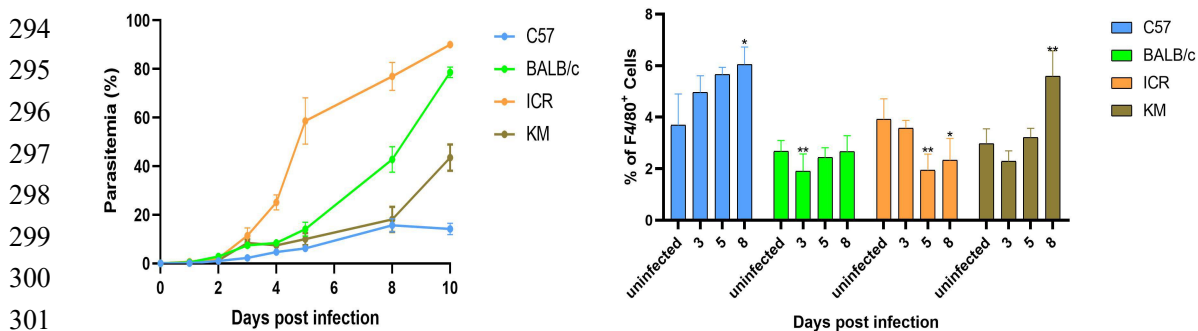 294
295
296
297
298
299
300
301
100
80
60
40
20
0
Parasitemia (%)
0 2 4 6 8 10
Days post infection
C57
BALB/c
ICR
KM
8
6
4
2
0
% of F4/80⁺ Cells
*
**
**
*
**
uninfected 3 5 8 uninfected 3 5 8 uninfected 3 5 8 uninfected 3 5 8
Days post infection
C57
BALB/c
ICR
KM